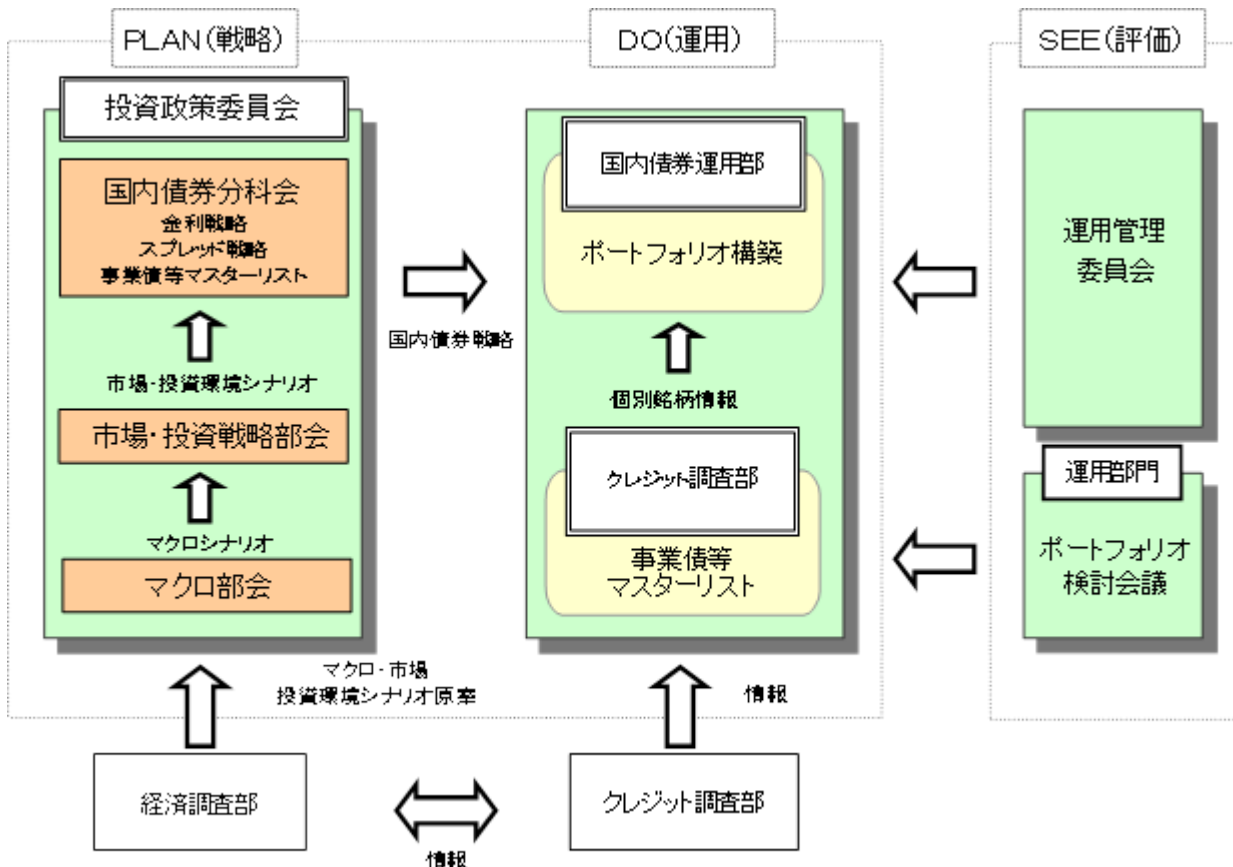 PLAN(戦略)
投資政策委員会
国内債券分科会
金利戦略
スプレッド戦略
事業債等マスターリスト
市場・投資環境シナリオ
市場・投資戦略部会
マクロシナリオ
マクロ部会
マクロ・市場
投資環境シナリオ原案
経済調査部
国内債券戦略
DO(運用)
国内債券運用部
ポートフォリオ構築
個別銘柄情報
クレジット調査部
事業債等
マスターリスト
情報
クレジット調査部
情報
SEE(評価)
運用管理
委員会
運用部門
ポートフォリオ
検討会議